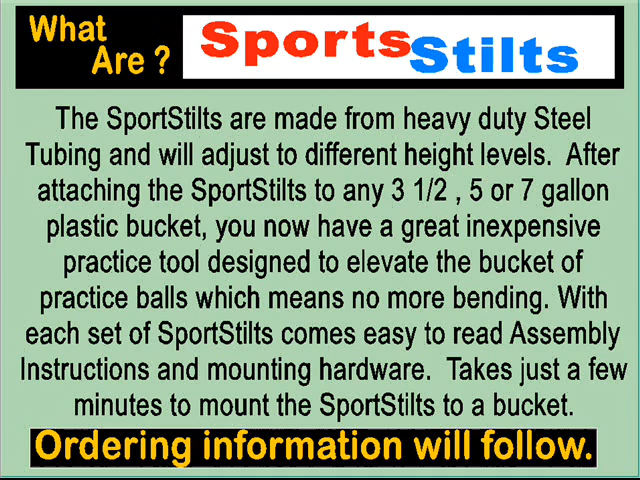 What
Are ?
Sports
Stilts
The SportStilts are made from heavy duty Steel
Tubing and will adjust to different height levels.  After
attaching the SportStilts to any 3 1/2 , 5 or 7 gallon
plastic bucket, you now have a great inexpensive
practice tool designed to elevate the bucket of
practice balls which means no more bending. With
each set of SportStilts comes easy to read Assembly
Instructions and mounting hardware.  Takes just a few
minutes to mount the SportStilts to a bucket.
Ordering information will follow.